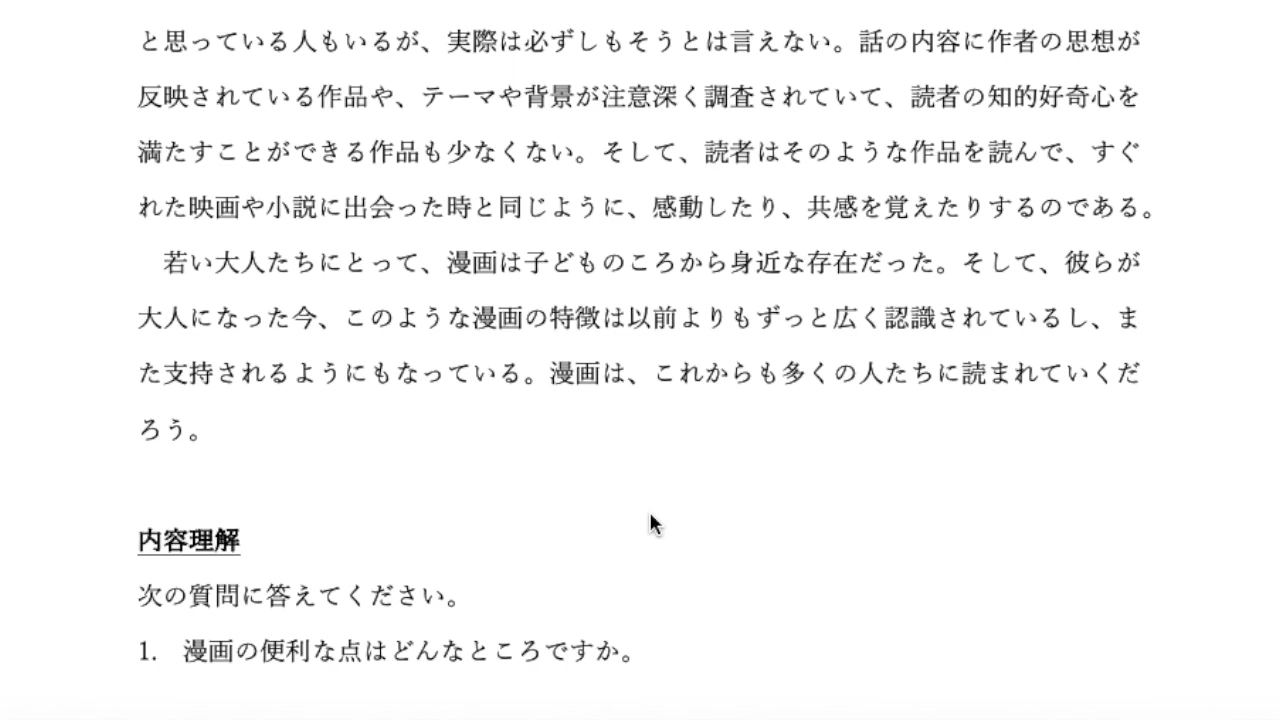 と思っている人もいるが、実際は必ずしもそうとは言えない。話の内容に作者の思想が
反映されている作品や、テーマや背景が注意深く調査されていて、読者の知的好奇心を
満たすことができる作品も少なくない。そして、読者はそのような作品を読んで、すぐ
れた映画や小説に出会った時と同じように、感動したり、共感を覚えたりするのである。
　若い大人たちにとって、漫画は子どものころから身近な存在だった。そして、彼らが
大人になった今、このような漫画の特徴は以前よりもずっと広く認識されているし、ま
た支持されるようにもなっている。漫画は、これからも多くの人たちに読まれていくだ
ろう。
内容理解
次の質問に答えてください。
1.　漫画の便利な点はどんなところですか。